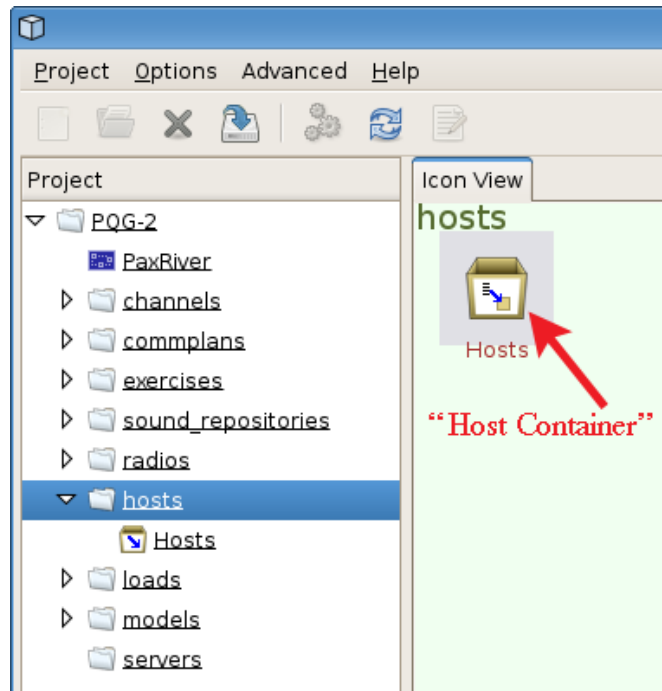 Project Options Advanced Help
Project
Icon View
PQG-2
PaxRiver
channels
commplans
exercises
sound_repositories
radios
hosts
Hosts
loads
models
servers
hosts
Hosts
“Host Container”